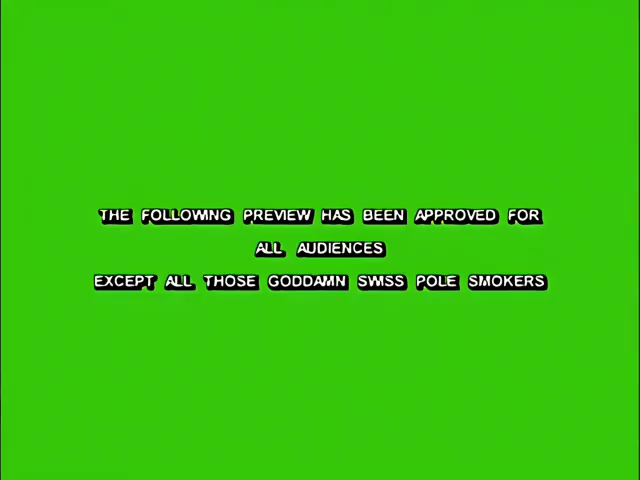 THE FOLLOWING PREVIEW HAS BEEN APPROVED FOR
ALL AUDIENCES
EXCEPT ALL THOSE GODDAMN SWISS POLE SMOKERS